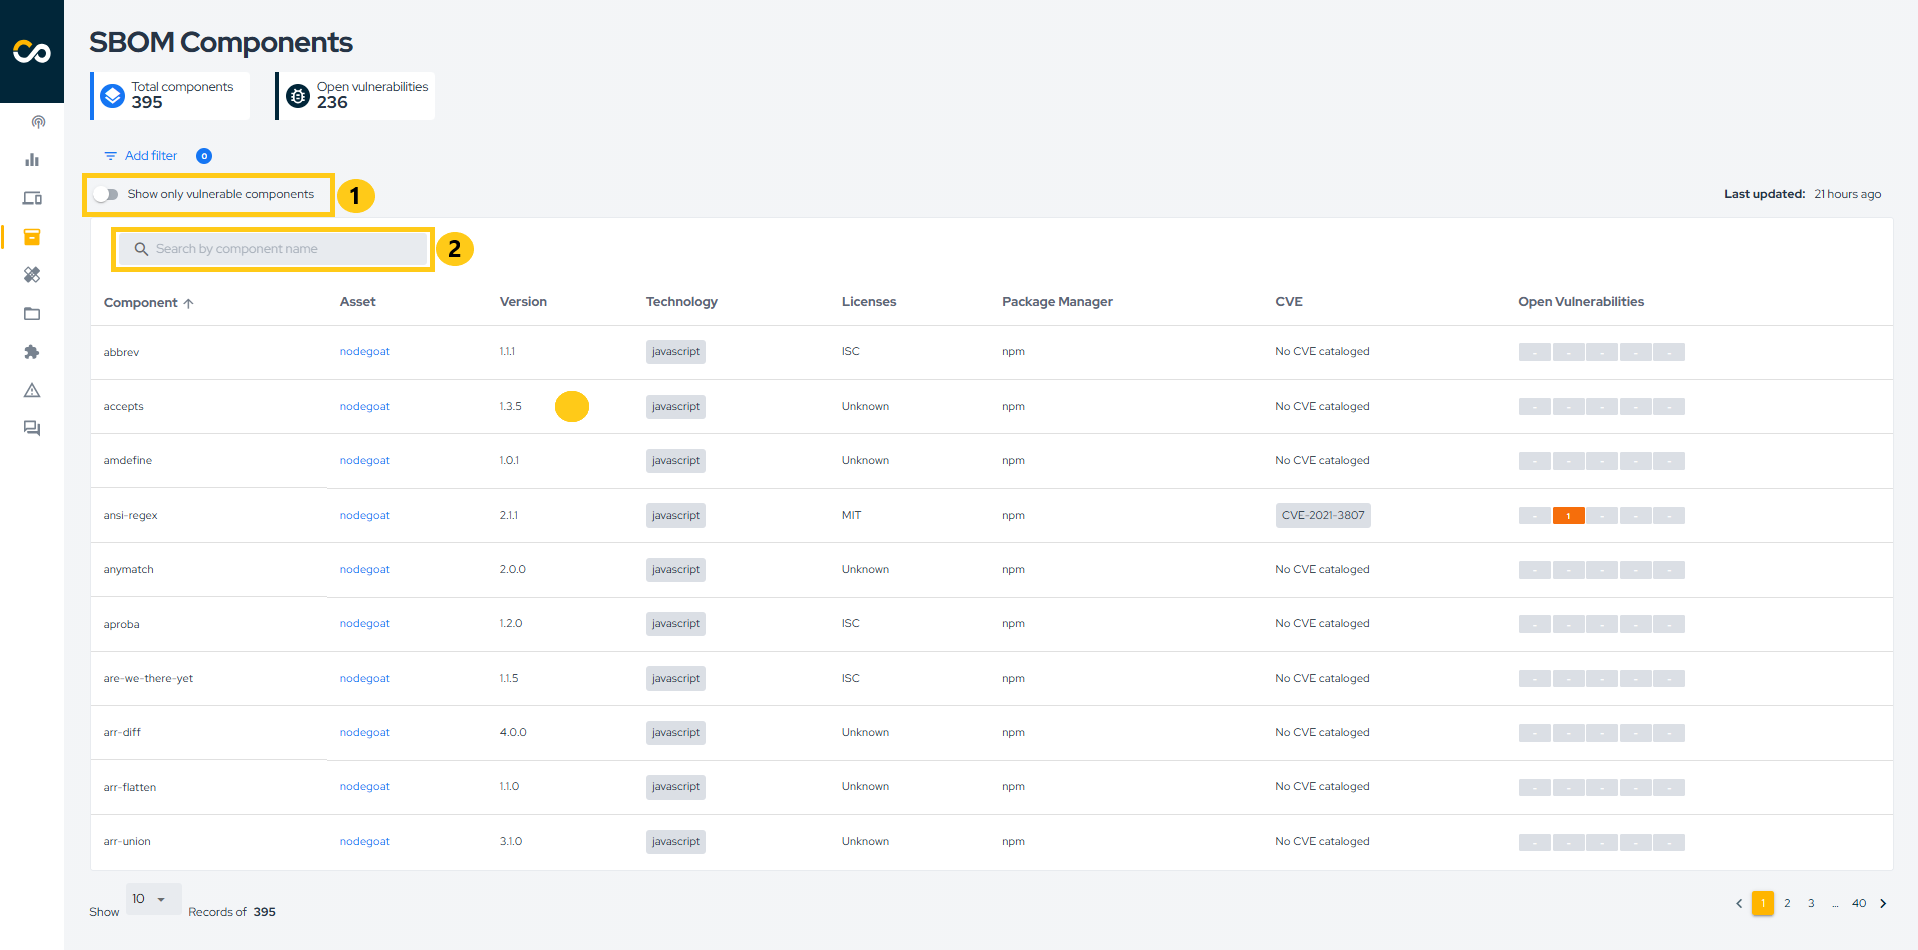 SBOM Components
Total components
395
Open vulnerabilities
236
Add filter 0
Show only vulnerable components 1
Last updated: 21 hours ago
Search by component name 2
Component Asset Version Technology Licenses Package Manager CVE Open Vulnerabilities
abbrev nodegoat 1.1.1 javascript ISC npm No CVE cataloged - - - - -
accepts nodegoat 1.3.5 javascript Unknown npm No CVE cataloged - - - - -
amdefine nodegoat 1.0.1 javascript Unknown npm No CVE cataloged - - - - -
ansi-regex nodegoat 2.1.1 javascript MIT npm CVE-2021-3807 - 1 - - -
anymatch nodegoat 2.0.0 javascript Unknown npm No CVE cataloged - - - - -
aproba nodegoat 1.2.0 javascript ISC npm No CVE cataloged - - - - -
are-we-there-yet nodegoat 1.1.5 javascript ISC npm No CVE cataloged - - - - -
arr-diff nodegoat 4.0.0 javascript Unknown npm No CVE cataloged - - - - -
arr-flatten nodegoat 1.1.0 javascript Unknown npm No CVE cataloged - - - - -
arr-union nodegoat 3.1.0 javascript Unknown npm No CVE cataloged - - - - -
Show 10 Records of 395
1 2 3 ... 40